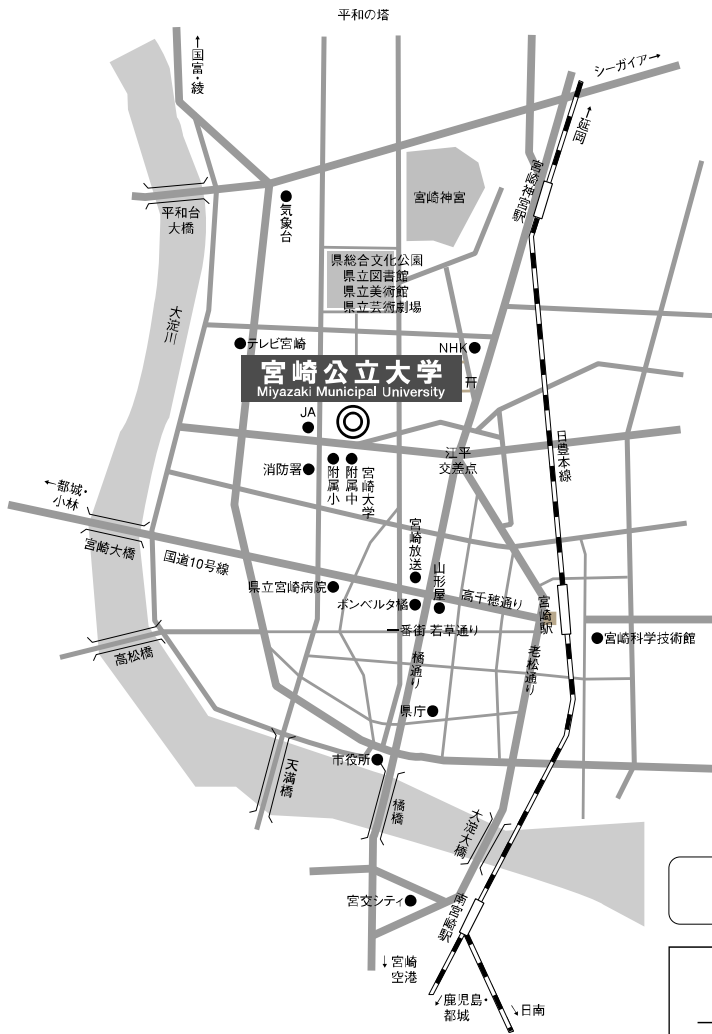 平和の塔
←国富・綾
シーガイア→
→延岡
宮崎神宮駅
宮崎神宮
平和台
大橋
気象台
県総合文化公園
県立図書館
県立美術館
県立芸術劇場
大淀川
テレビ宮崎
NHK
宮崎公立大学
Miyazaki Municipal University
JA
江平
交差点
日豊本線
消防署
附属小
附属中
宮崎大学
←都城・
小林
宮崎大橋
国道10号線
宮崎放送
山形屋
県立宮崎病院
ボンベルタ橘
高千穂通り
宮崎駅
一番街 若草通り
宮崎科学技術館
高松橋
橘通り
老松通り
県庁
市役所
天満橋
橘橋
大淀大橋
宮交シティ
南宮崎駅
↓宮崎
空港
↙鹿児島・
都城
↘日南